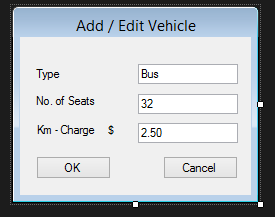 Add / Edit Vehicle
Type Bus
No. of Seats 32
Km - Charge $ 2.50
OK Cancel